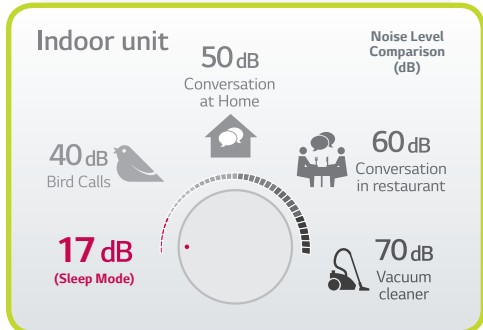 Indoor unit
Noise Level
Comparison
(dB)
50 dB
Conversation
at Home
40 dB
Bird Calls
60 dB
Conversation
in restaurant
17 dB
(Sleep Mode)
70 dB
Vacuum
cleaner